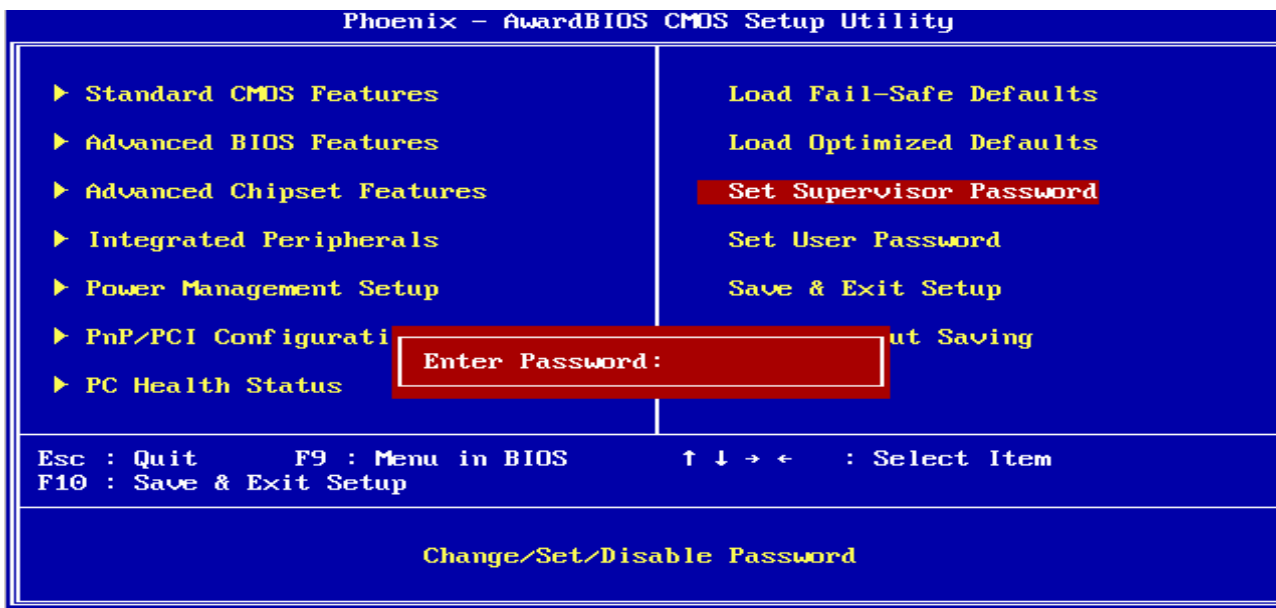 Phoenix - AwardBIOS CMOS Setup Utility
▶ Standard CMOS Features
▶ Advanced BIOS Features
▶ Advanced Chipset Features
▶ Integrated Peripherals
▶ Power Management Setup
▶ PnP/PCI Configurati
▶ PC Health Status
Load Fail-Safe Defaults
Load Optimized Defaults
Set Supervisor Password
Set User Password
Save & Exit Setup
ut Saving
Enter Password:
Esc : Quit F9 : Menu in BIOS ↑ ↓ → ← : Select Item
F10 : Save & Exit Setup
Change/Set/Disable Password